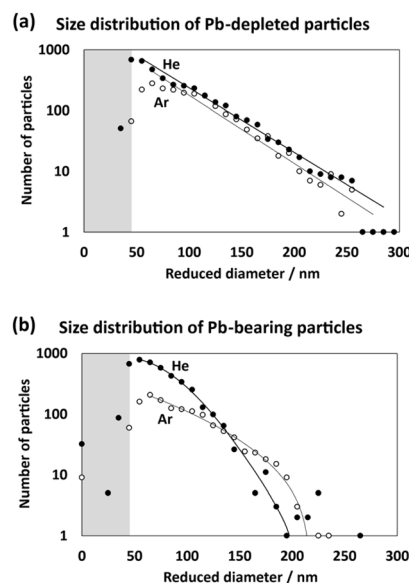 (a) Size distribution of Pb-depleted particles
1000
100
10
1
Number of particles
He
Ar
0 50 100 150 200 250 300
Reduced diameter / nm
(b) Size distribution of Pb-bearing particles
1000
100
10
1
Number of particles
He
Ar
0 50 100 150 200 250 300
Reduced diameter / nm